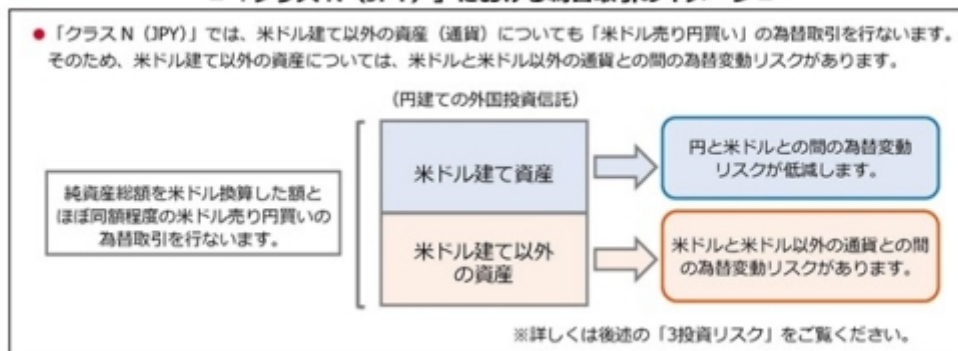 ●「クラスN（JPY）」では、米ドル建て以外の資産（通貨）についても「米ドル売り円買い」の為替取引を行ないます。
そのため、米ドル建て以外の資産については、米ドルと米ドル以外の通貨との間の為替変動リスクがあります。
（円建ての外国投資信託）
純資産総額を米ドル換算した額と
ほぼ同額程度の米ドル売り円買いの
為替取引を行ないます。
米ドル建て資産
円と米ドルとの間の為替変動
リスクが低減します。
米ドル建て以外
の資産
米ドルと米ドル以外の通貨との間
の為替変動リスクがあります。
※詳しくは後述の「3投資リスク」をご覧ください。